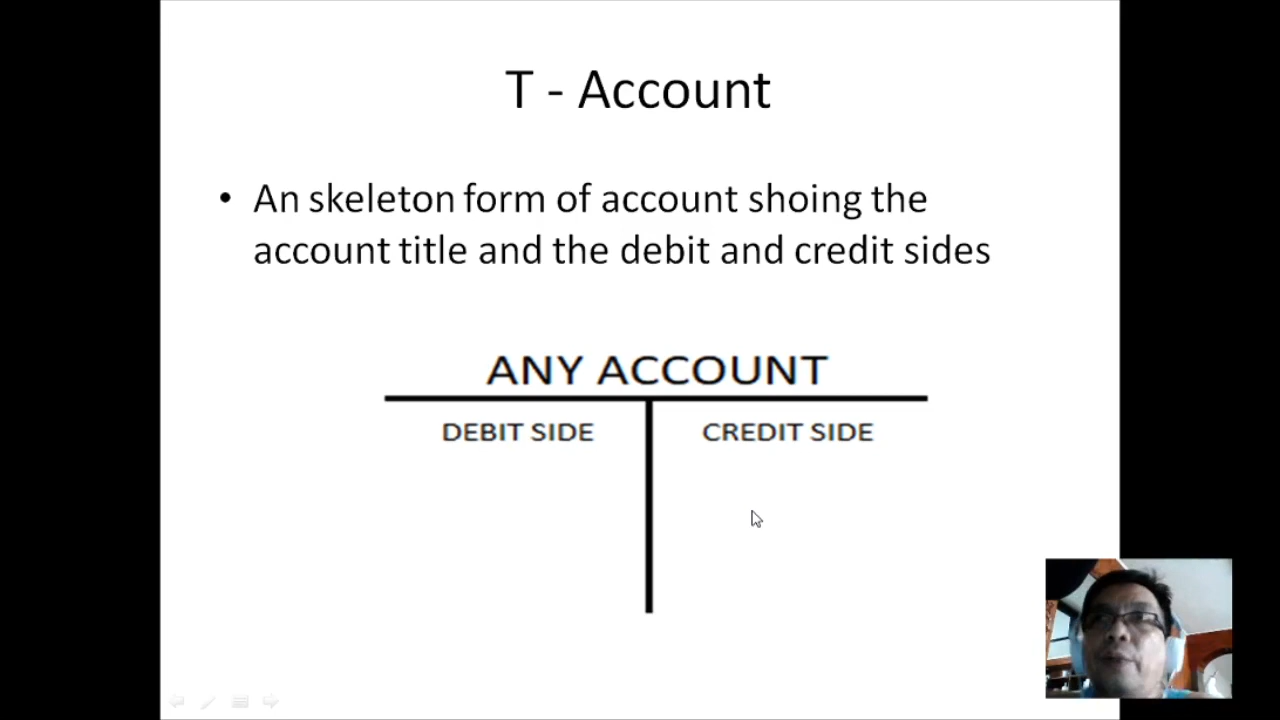 T - Account
• An skeleton form of account shoing the
account title and the debit and credit sides
ANY ACCOUNT
DEBIT SIDE CREDIT SIDE